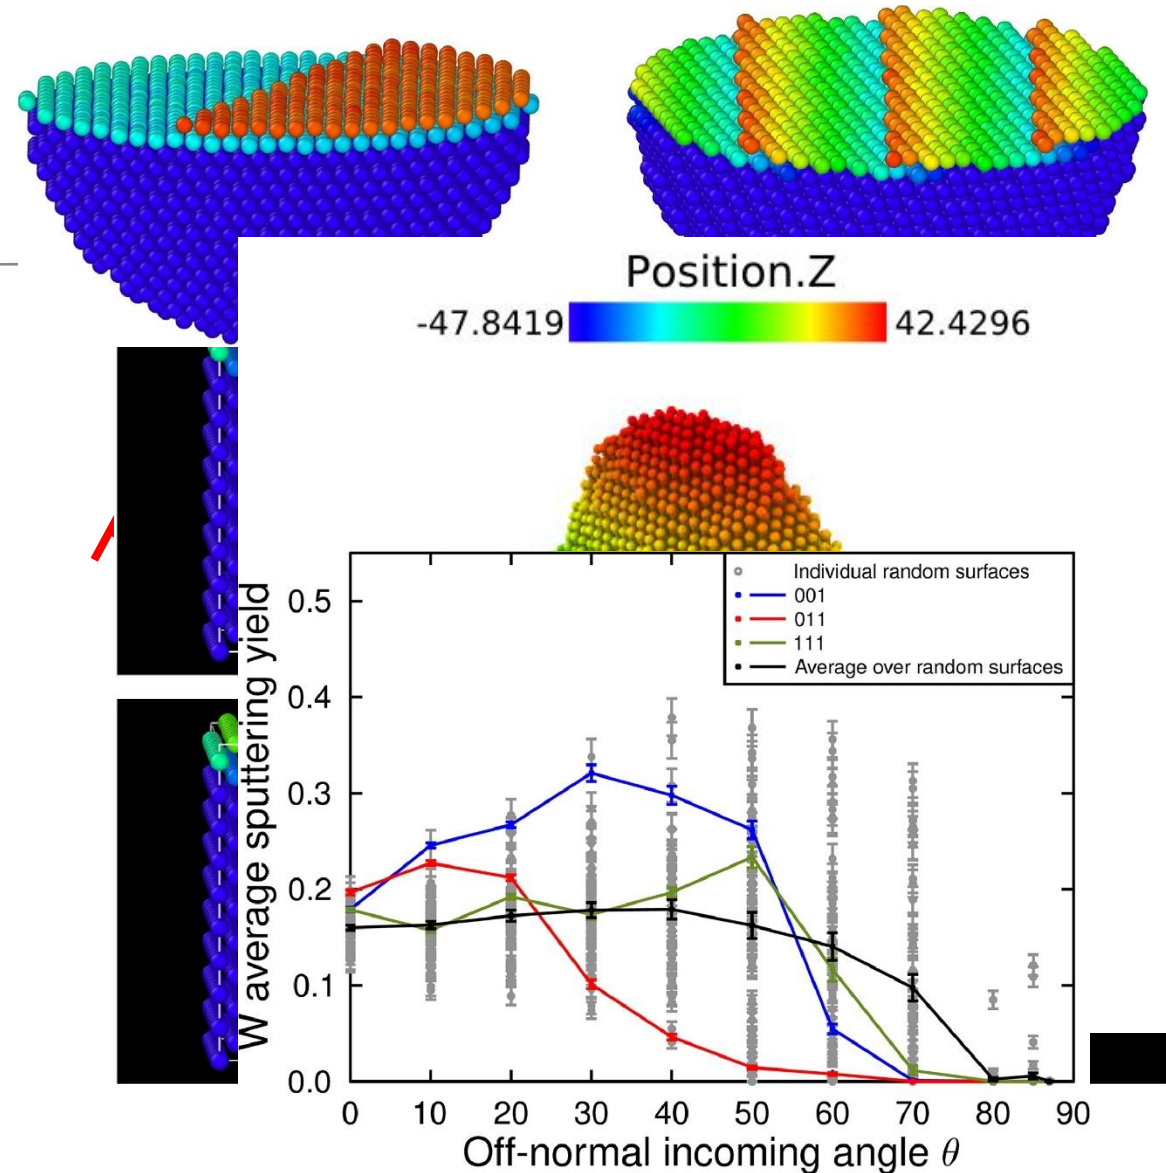 Position.Z
-47.8419 42.4296
Individual random surfaces
001
011
111
Average over random surfaces
W average sputtering yield
0.5
0.4
0.3
0.2
0.1
0.0
0 10 20 30 40 50 60 70 80 90
Off-normal incoming angle θ